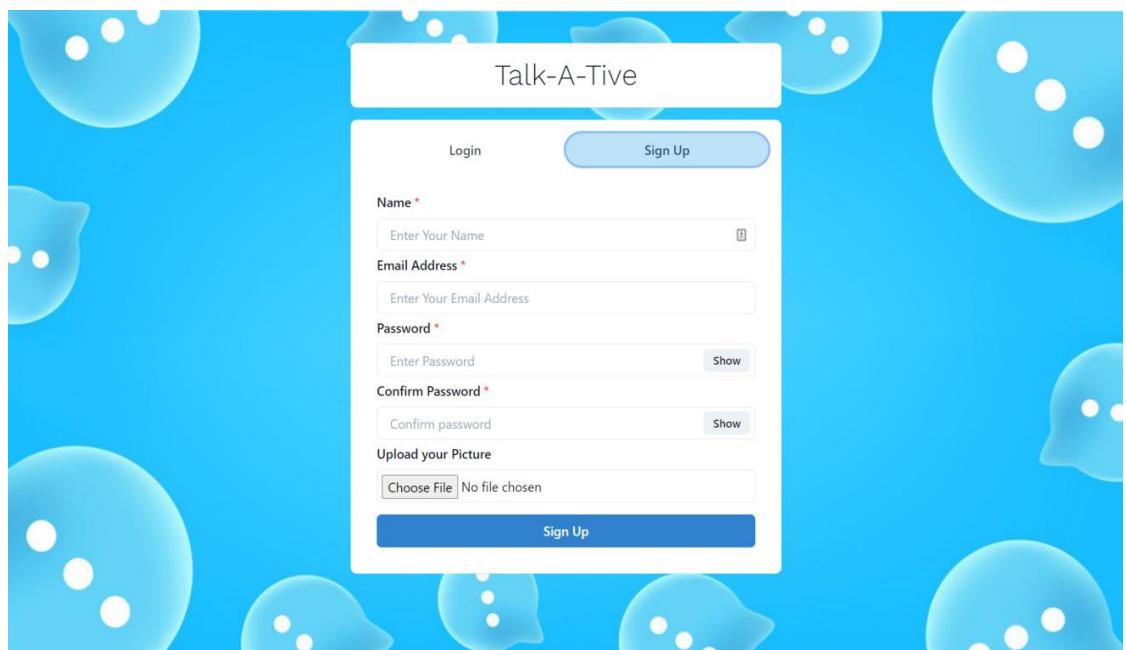 Talk-A-Tive
Login Sign Up
Name *
Enter Your Name
Email Address *
Enter Your Email Address
Password *
Enter Password Show
Confirm Password *
Confirm password Show
Upload your Picture
Choose File No file chosen
Sign Up